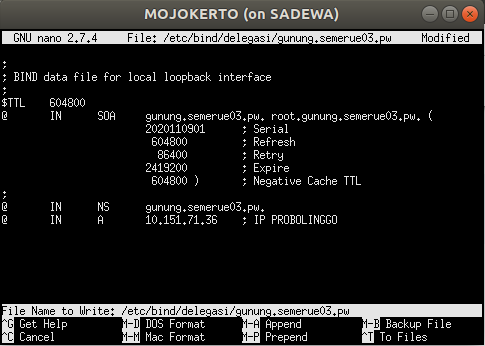 MOJOKERTO (on SADEWA)
GNU nano 2.7.4 File: /etc/bind/delegasi/gunung.semerue03.pw Modified
;
; BIND data file for local loopback interface
;
$TTL 604800
@ IN SOA gunung.semerue03.pw. root.gunung.semerue03.pw. (
2020110901 ; Serial
604800 ; Refresh
86400 ; Retry
2419200 ; Expire
604800 ) ; Negative Cache TTL
;
@ IN NS gunung.semerue03.pw.
@ IN A 10.151.71.36 ; IP PROBOLINGGO
File Name to Write: /etc/bind/delegasi/gunung.semerue03.pw
^G Get Help M-D DOS Format M-A Append M-B Backup File
^C Cancel M-M Mac Format M-P Prepend ^T To Files